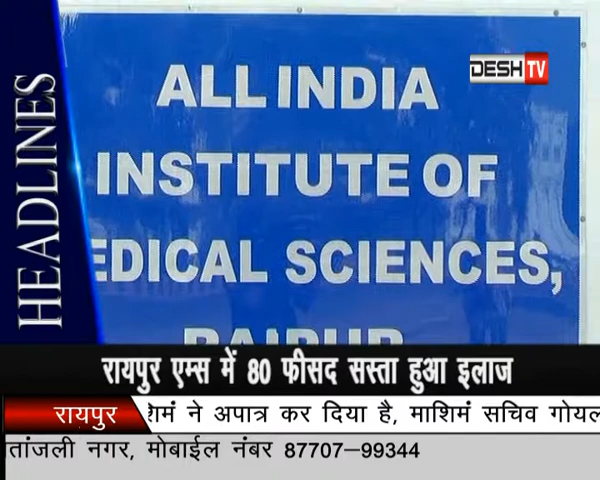 HEADLINES
DESH TV
ALL INDIA
INSTITUTE OF
EDICAL SCIENCES,
RAIPUR
रायपुर एम्स में 80 फीसद सस्ता हुआ इलाज
रायपुर
शिमं ने अपात्र कर दिया है, माशिमं सचिव गोयल
तांजली नगर, मोबाईल नंबर 87707-99344